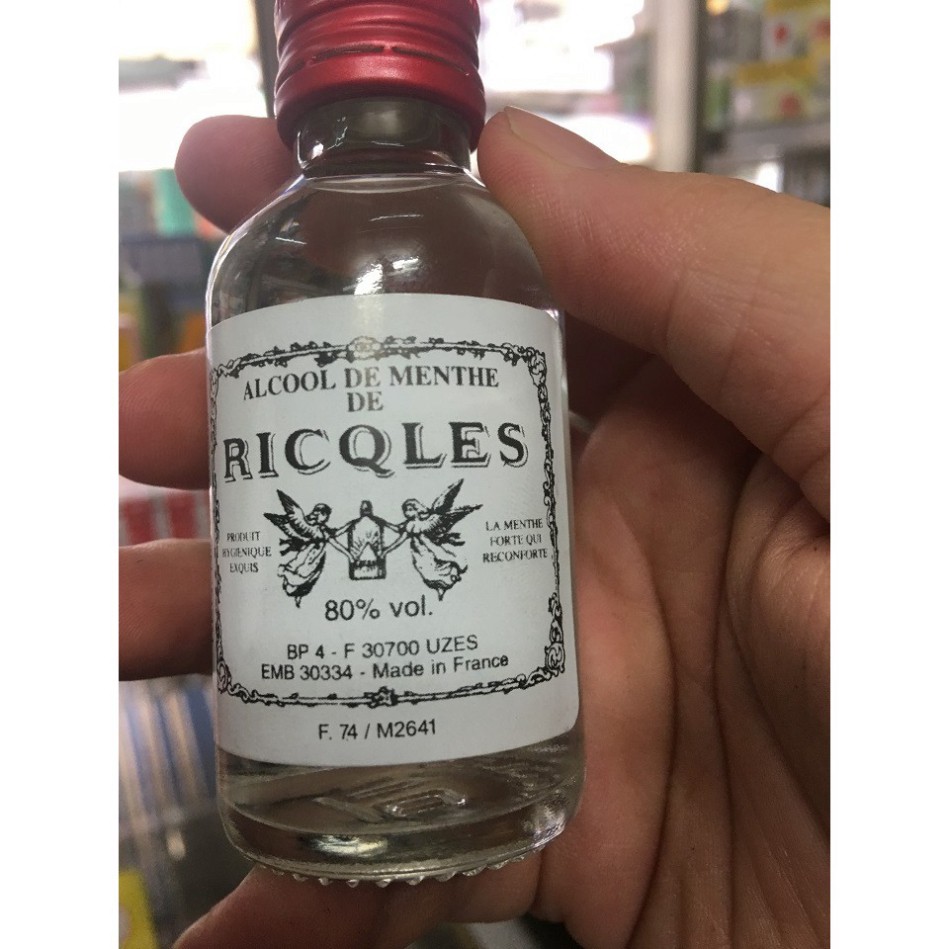 ALCOOL DE MENTHE
DE
RICQLES
PRODUIT
HYGIENIQUE
EXQUIS
LA MENTHE
FORTE QUI
RECONFORTE
80% vol.
BP 4 - F 30700 UZES
EMB 30334 - Made in France
F. 74 / M2641